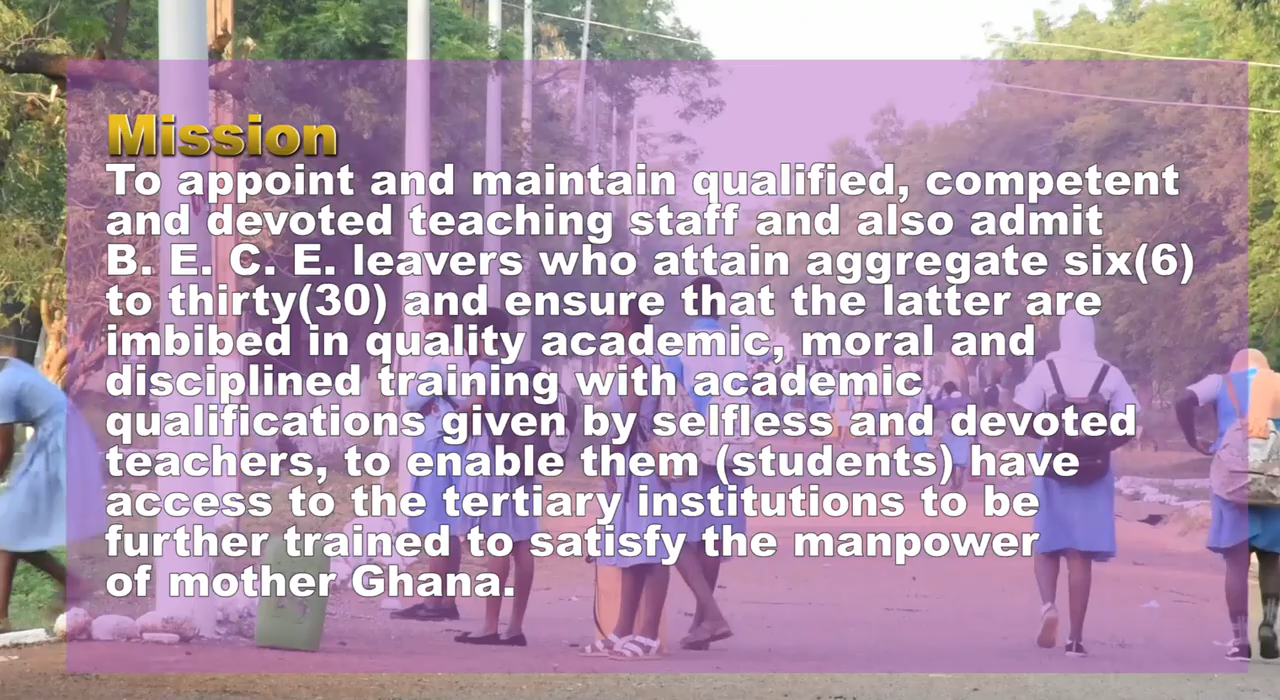 Mission
To appoint and maintain qualified, competent
and devoted teaching staff and also admit
B. E. C. E. leavers who attain aggregate six(6)
to thirty(30) and ensure that the latter are
imbibed in quality academic, moral and
disciplined training with academic
qualifications given by selfless and devoted
teachers, to enable them (students) have
access to the tertiary institutions to be
further trained to satisfy the manpower
of mother Ghana.